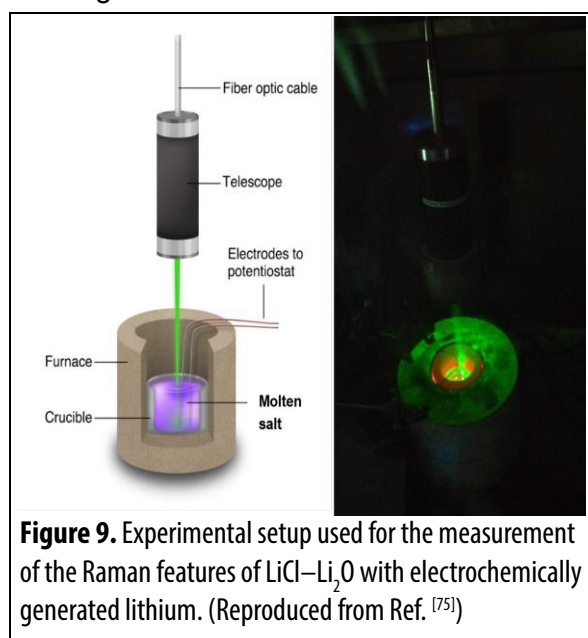 Fiber optic cable
Telescope
Electrodes to
potentiostat
Furnace
Crucible
Molten
salt
Figure 9. Experimental setup used for the measurement
of the Raman features of LiCl–Li₂O with electrochemically
generated lithium. (Reproduced from Ref. [75])